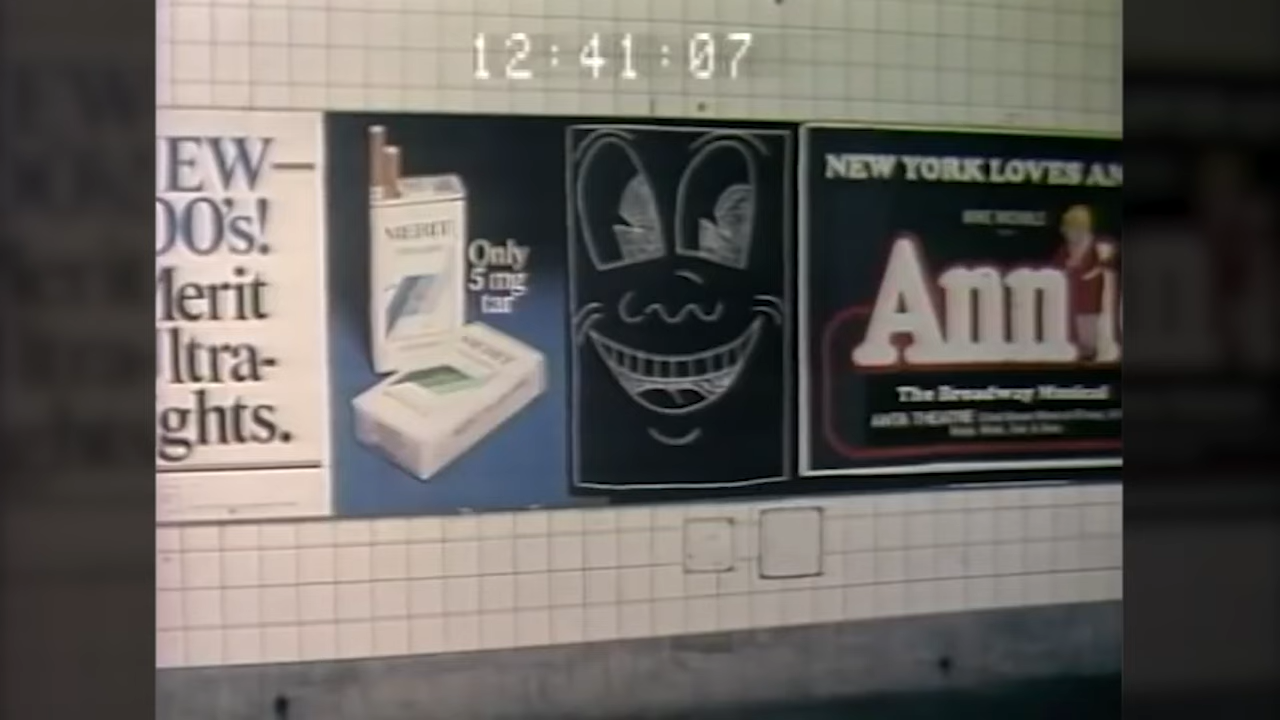 12:41:07
EW—
00's!
Merit
ltra-
ghts.
MERIT
Only
5 mg
tar
MERIT
NEW YORK LOVES AN
Ann
The Broadway Musical